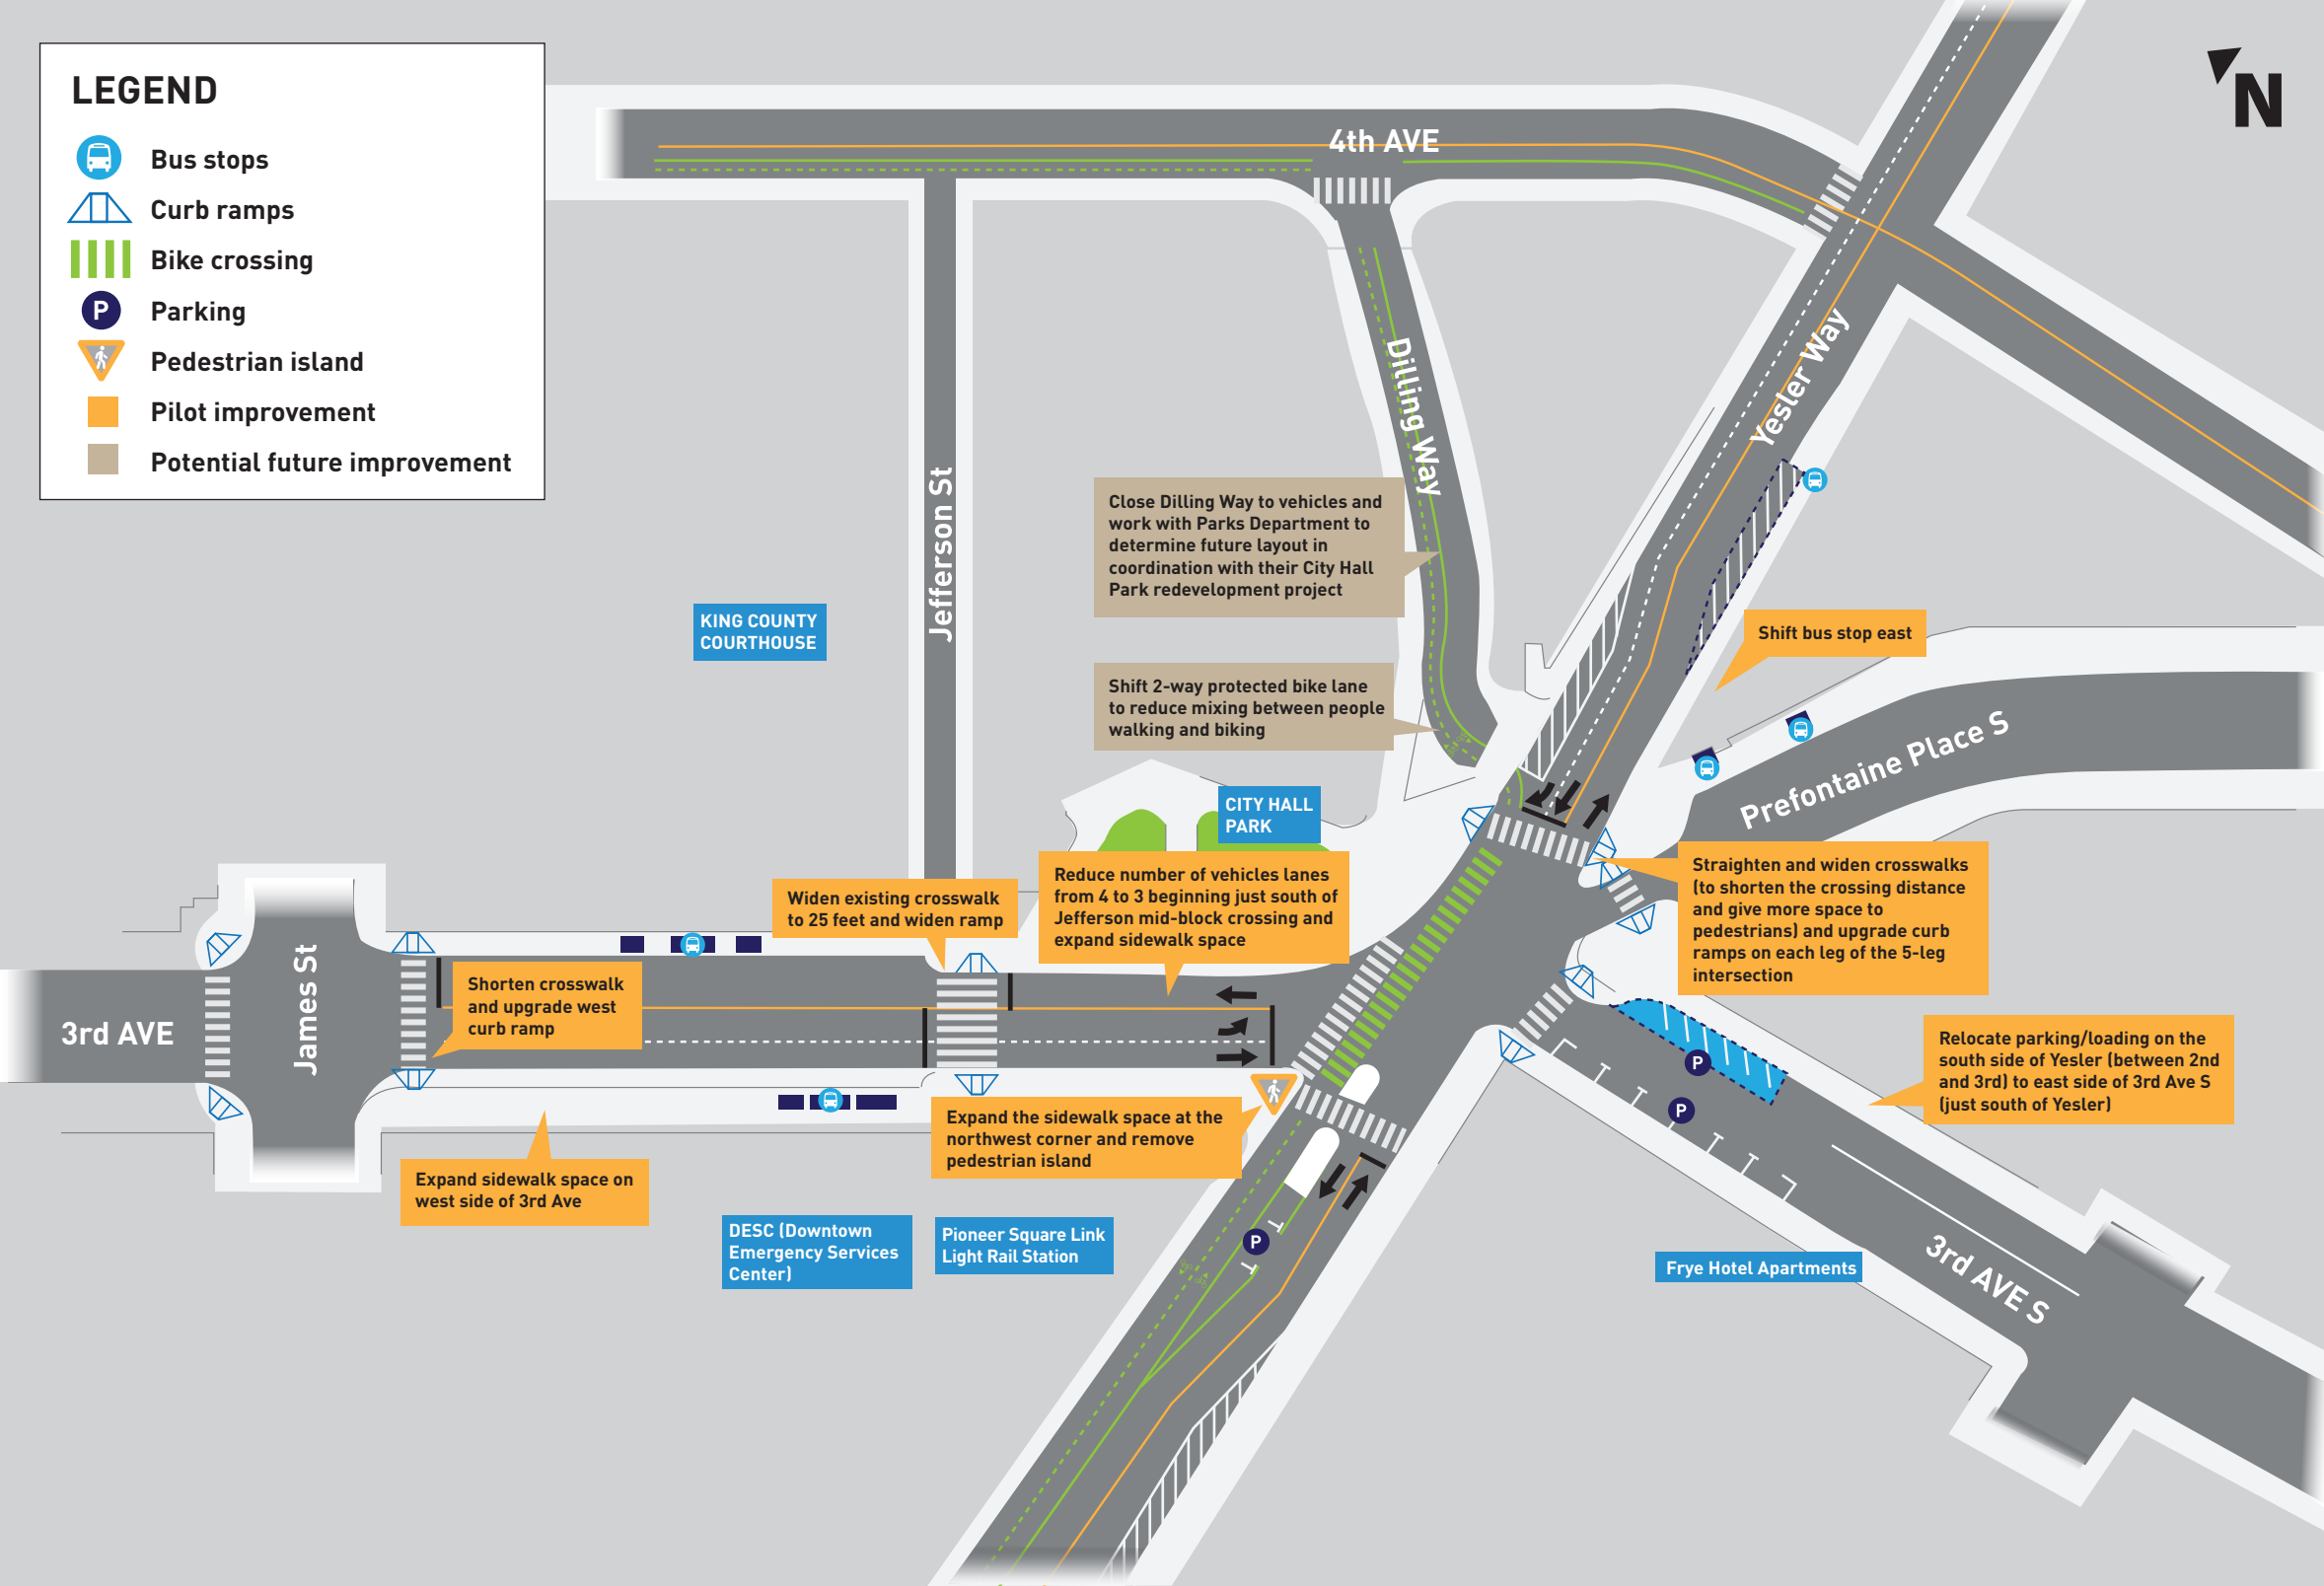 LEGEND
Bus stops
Curb ramps
Bike crossing
P
Parking
Pedestrian island
Pilot improvement
Potential future improvement
N
4th AVE
Dilling Way
Yesler Way
Jefferson St
Close Dilling Way to vehicles and
work with Parks Department to
determine future layout in
coordination with their City Hall
Park redevelopment project
KING COUNTY
COURTHOUSE
Shift bus stop east
Shift 2-way protected bike lane
to reduce mixing between people
walking and biking
Prefontaine Place S
CITY HALL
PARK
Reduce number of vehicles lanes
from 4 to 3 beginning just south of
Jefferson mid-block crossing and
expand sidewalk space
Widen existing crosswalk
to 25 feet and widen ramp
Straighten and widen crosswalks
(to shorten the crossing distance
and give more space to
pedestrians) and upgrade curb
ramps on each leg of the 5-leg
intersection
Shorten crosswalk
and upgrade west
curb ramp
3rd AVE
James St
Relocate parking/loading on the
south side of Yesler (between 2nd
and 3rd) to east side of 3rd Ave S
(just south of Yesler)
P
P
Expand the sidewalk space at the
northwest corner and remove
pedestrian island
Expand sidewalk space on
west side of 3rd Ave
DESC (Downtown
Emergency Services
Center)
Pioneer Square Link
Light Rail Station
P
Frye Hotel Apartments
3rd AVE S